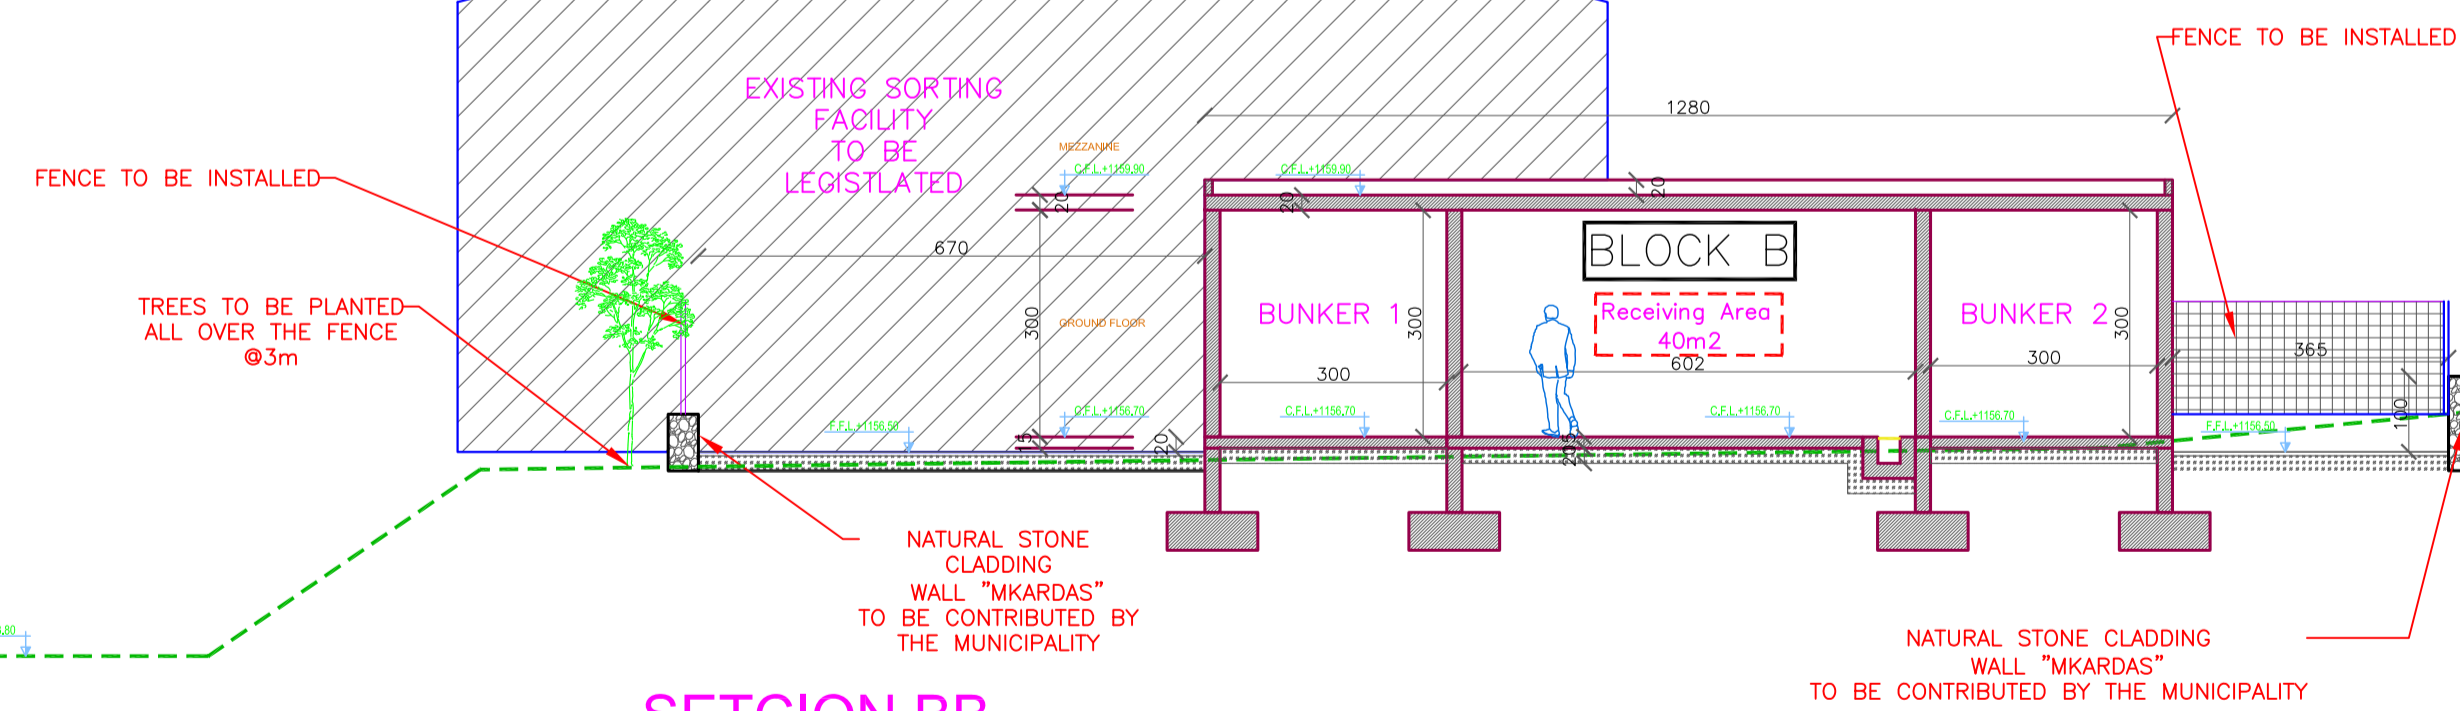 FENCE TO BE INSTALLED
EXISTING SORTING
FACILITY
TO BE
LEGISTLATED
1280
MEZZANINE
C.F.L.+1159.90
C.F.L.+1159.90
FENCE TO BE INSTALLED
20
20
20
670
BLOCK B
TREES TO BE PLANTED
ALL OVER THE FENCE
@3m
GROUND FLOOR
300
BUNKER 1
300
Receiving Area
40m2
BUNKER 2
300
300
602
300
365
100
F.F.L.+1156.50
C.F.L.+1156.70
C.F.L.+1156.70
C.F.L.+1156.70
C.F.L.+1156.70
F.F.L.+1156.50
15
20
NATURAL STONE
CLADDING
WALL "MKARDAS"
TO BE CONTRIBUTED BY
THE MUNICIPALITY
NATURAL STONE CLADDING
WALL "MKARDAS"
TO BE CONTRIBUTED BY THE MUNICIPALITY
SETCION BB